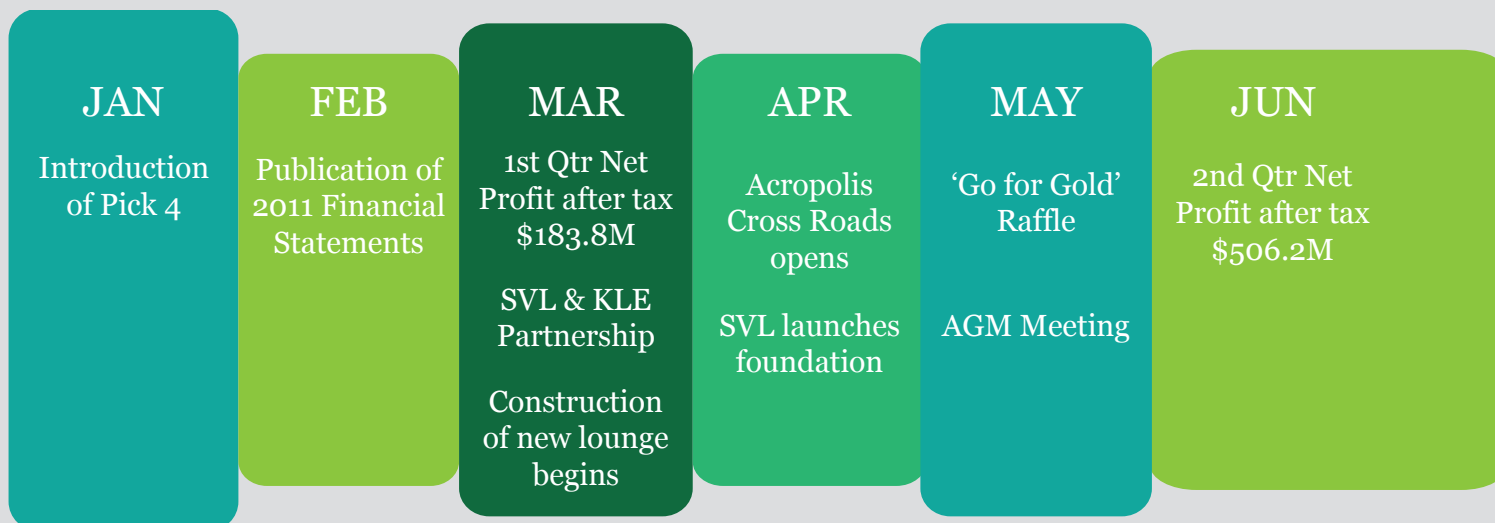 JAN
Introduction
of Pick 4
FEB
Publication of
2011 Financial
Statements
MAR
1st Qtr Net
Profit after tax
$183.8M
SVL & KLE
Partnership
Construction
of new lounge
begins
APR
Acropolis
Cross Roads
opens
SVL launches
foundation
MAY
‘Go for Gold’
Raffle
AGM Meeting
JUN
2nd Qtr Net
Profit after tax
$506.2M